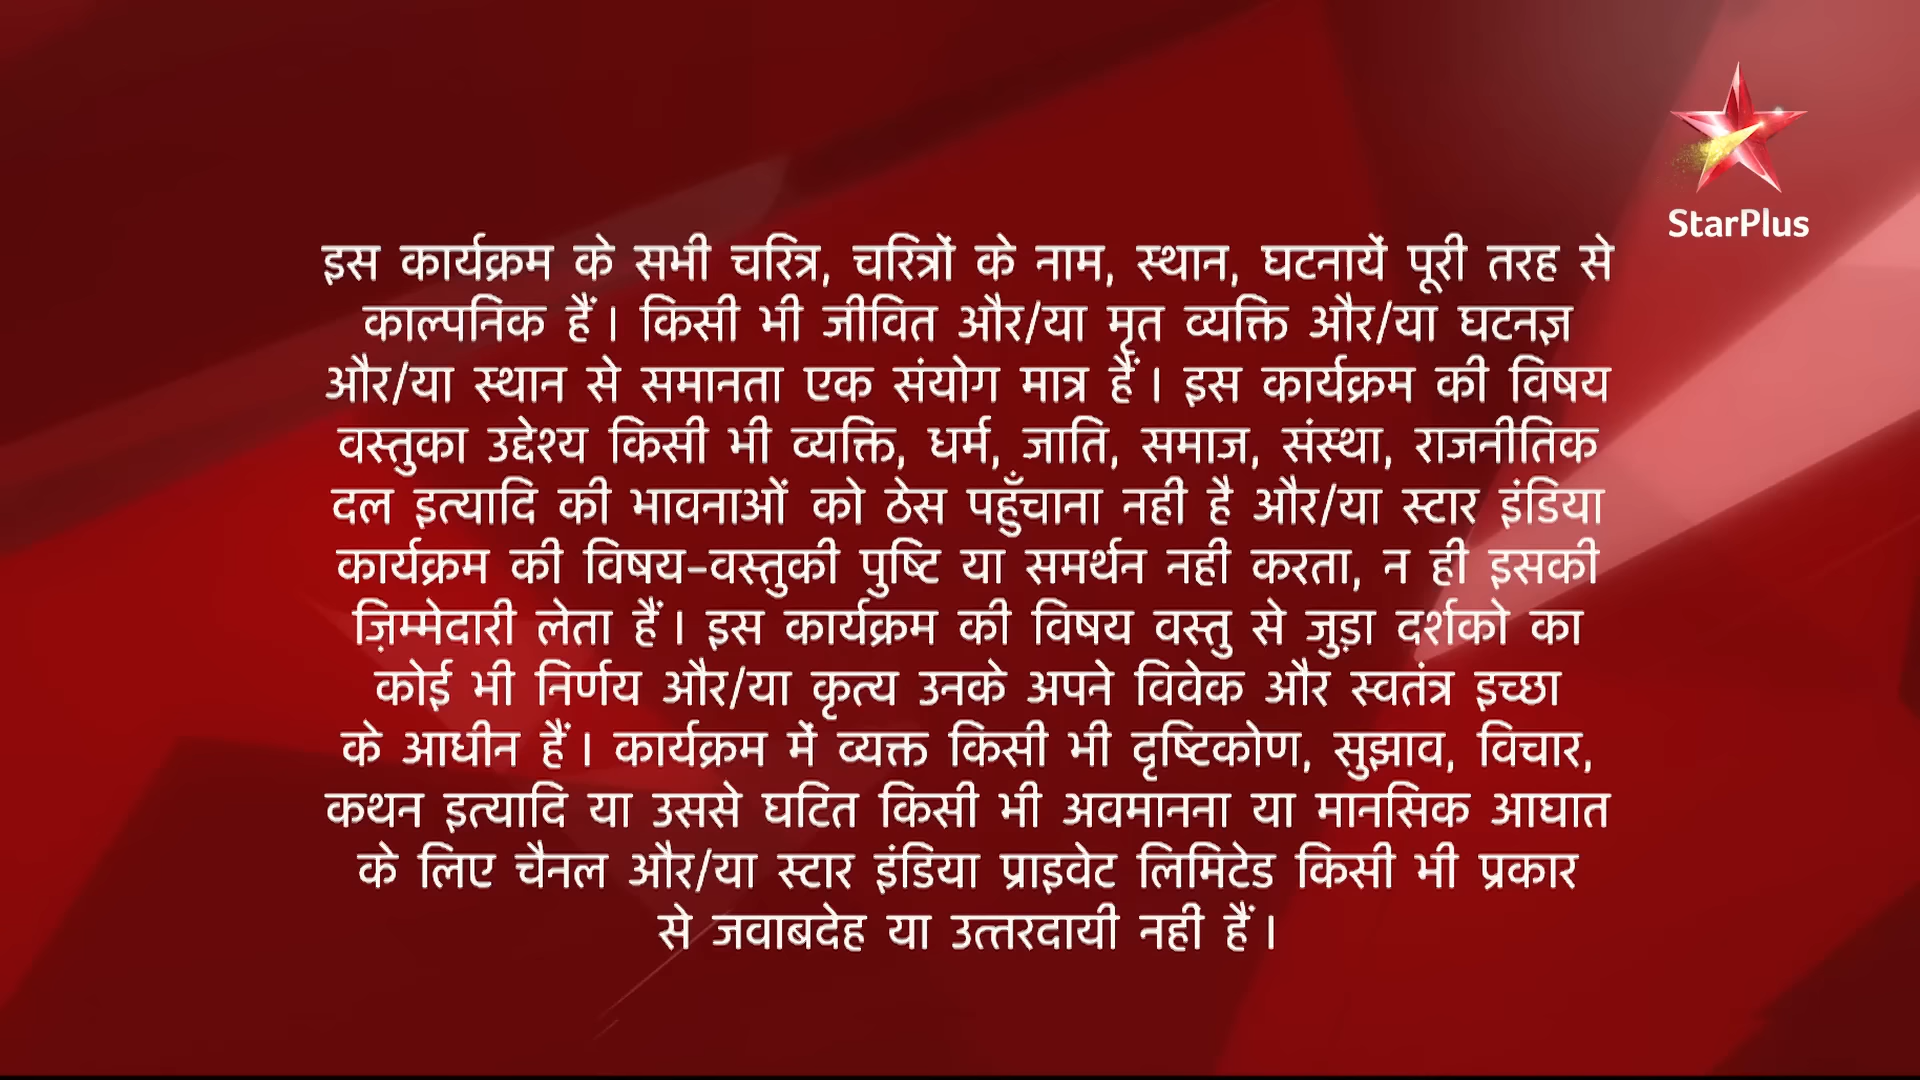 StarPlus
इस कार्यक्रम के सभी चरित्र, चरित्रों के नाम, स्थान, घटनायें पूरी तरह से
काल्पनिक हैं। किसी भी जीवित और/या मृत व्यक्ति और/या घटनज्ञ
और/या स्थान से समानता एक संयोग मात्र हैं। इस कार्यक्रम की विषय
वस्तुका उद्देश्य किसी भी व्यक्ति, धर्म, जाति, समाज, संस्था, राजनीतिक
दल इत्यादि की भावनाओं को ठेस पहुँचाना नही है और/या स्टार इंडिया
कार्यक्रम की विषय-वस्तुकी पुष्टि या समर्थन नही करता, न ही इसकी
ज़िम्मेदारी लेता हैं। इस कार्यक्रम की विषय वस्तु से जुड़ा दर्शको का
कोई भी निर्णय और/या कृत्य उनके अपने विवेक और स्वतंत्र इच्छा
के आधीन हैं। कार्यक्रम में व्यक्त किसी भी दृष्टिकोण, सुझाव, विचार,
कथन इत्यादि या उससे घटित किसी भी अवमानना या मानसिक आघात
के लिए चैनल और/या स्टार इंडिया प्राइवेट लिमिटेड किसी भी प्रकार
से जवाबदेह या उत्तरदायी नही हैं।